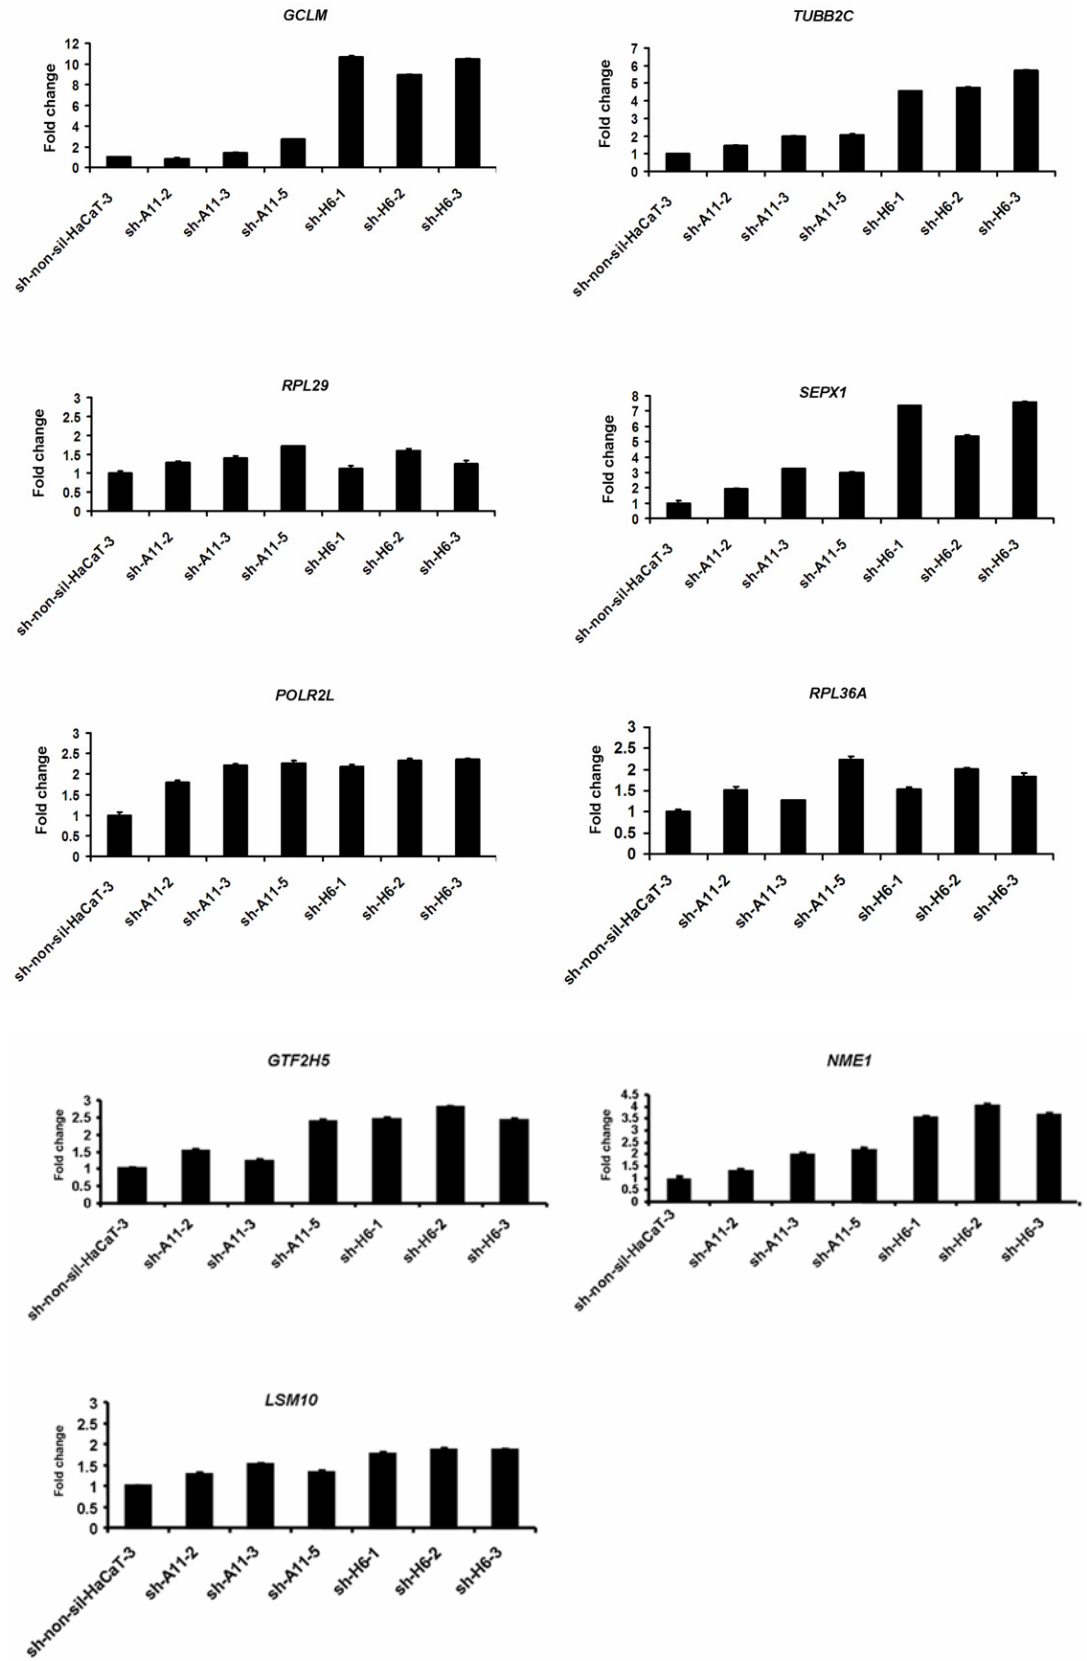 GCLM
Fold change
12
10
8
6
4
2
0
sh-non-sil-HaCaT-3
sh-A11-2
sh-A11-3
sh-A11-5
sh-H6-1
sh-H6-2
sh-H6-3
TUBB2C
Fold change
7
6
5
4
3
2
1
0
sh-non-sil-HaCaT-3
sh-A11-2
sh-A11-3
sh-A11-5
sh-H6-1
sh-H6-2
sh-H6-3
RPL29
Fold change
3
2.5
2
1.5
1
0.5
0
sh-non-sil-HaCaT-3
sh-A11-2
sh-A11-3
sh-A11-5
sh-H6-1
sh-H6-2
sh-H6-3
SEPX1
Fold change
8
7
6
5
4
3
2
1
0
sh-non-sil-HaCaT-3
sh-A11-2
sh-A11-3
sh-A11-5
sh-H6-1
sh-H6-2
sh-H6-3
POLR2L
Fold change
3
2.5
2
1.5
1
0.5
0
sh-non-sil-HaCaT-3
sh-A11-2
sh-A11-3
sh-A11-5
sh-H6-1
sh-H6-2
sh-H6-3
RPL36A
Fold change
3
2.5
2
1.5
1
0.5
0
sh-non-sil-HaCaT-3
sh-A11-2
sh-A11-3
sh-A11-5
sh-H6-1
sh-H6-2
sh-H6-3
GTF2H5
Fold change
3
2.5
2
1.5
1
0.5
0
sh-non-sil-HaCaT-3
sh-A11-2
sh-A11-3
sh-A11-5
sh-H6-1
sh-H6-2
sh-H6-3
NME1
Fold change
4.5
4
3.5
3
2.5
2
1.5
1
0.5
0
sh-non-sil-HaCaT-3
sh-A11-2
sh-A11-3
sh-A11-5
sh-H6-1
sh-H6-2
sh-H6-3
LSM10
Fold change
3
2.5
2
1.5
1
0.5
0
sh-non-sil-HaCaT-3
sh-A11-2
sh-A11-3
sh-A11-5
sh-H6-1
sh-H6-2
sh-H6-3